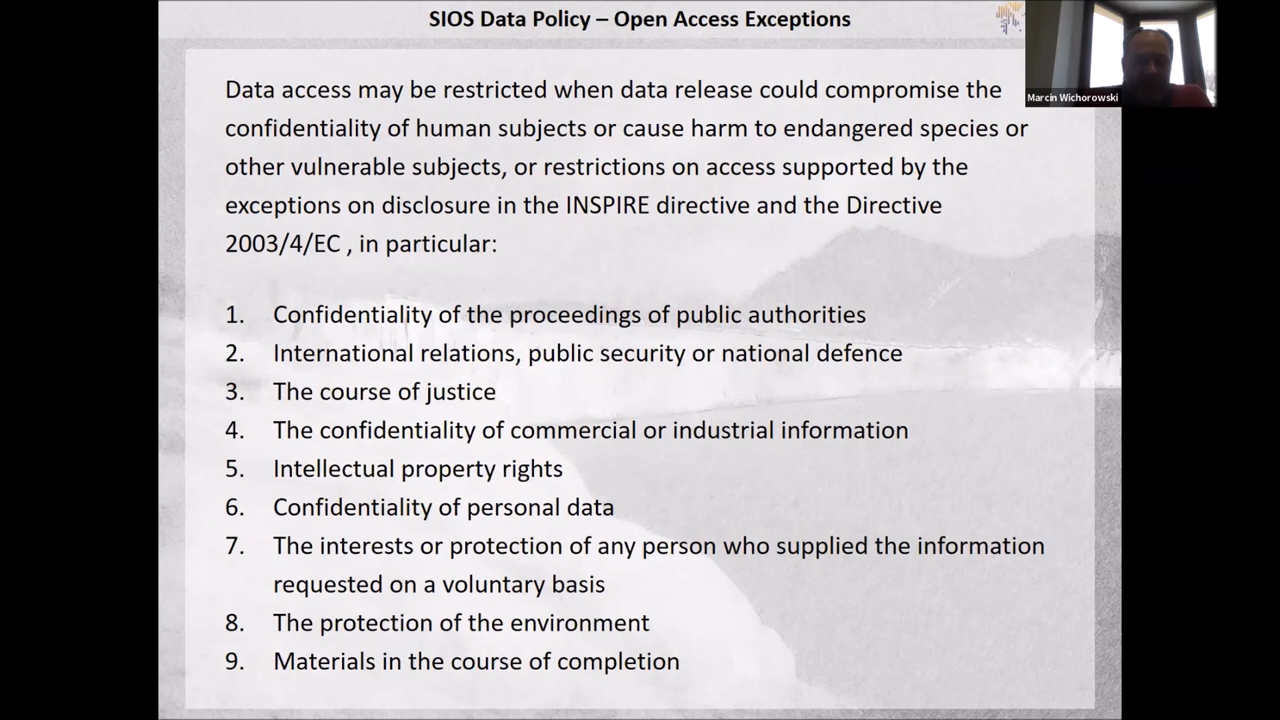 SIOS Data Policy – Open Access Exceptions
Marcin Wichorowski
Data access may be restricted when data release could compromise the
confidentiality of human subjects or cause harm to endangered species or
other vulnerable subjects, or restrictions on access supported by the
exceptions on disclosure in the INSPIRE directive and the Directive
2003/4/EC , in particular:
1. Confidentiality of the proceedings of public authorities
2. International relations, public security or national defence
3. The course of justice
4. The confidentiality of commercial or industrial information
5. Intellectual property rights
6. Confidentiality of personal data
7. The interests or protection of any person who supplied the information
requested on a voluntary basis
8. The protection of the environment
9. Materials in the course of completion